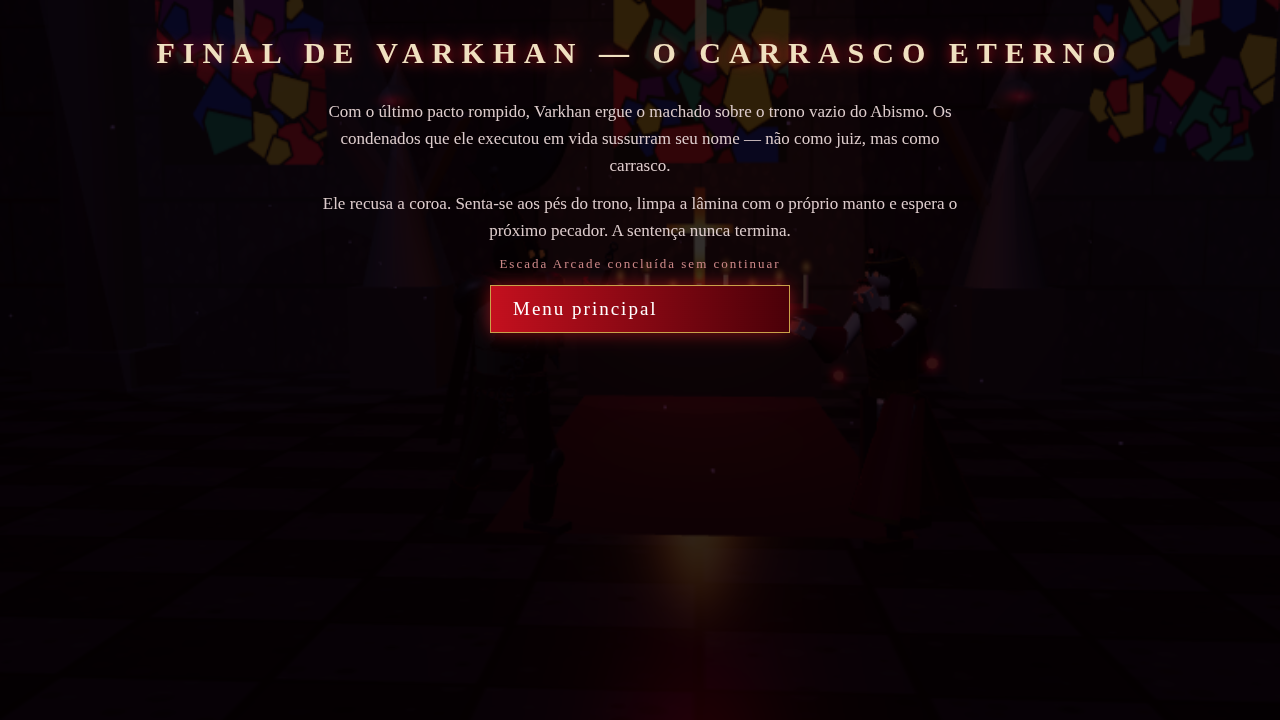 FINAL DE VARKHAN — O CARRASCO ETERNO
Com o último pacto rompido, Varkhan ergue o machado sobre o trono vazio do Abismo. Os
condenados que ele executou em vida sussurram seu nome — não como juiz, mas como
carrasco.
Ele recusa a coroa. Senta-se aos pés do trono, limpa a lâmina com o próprio manto e espera o
próximo pecador. A sentença nunca termina.
Escada Arcade concluída sem continuar
Menu principal